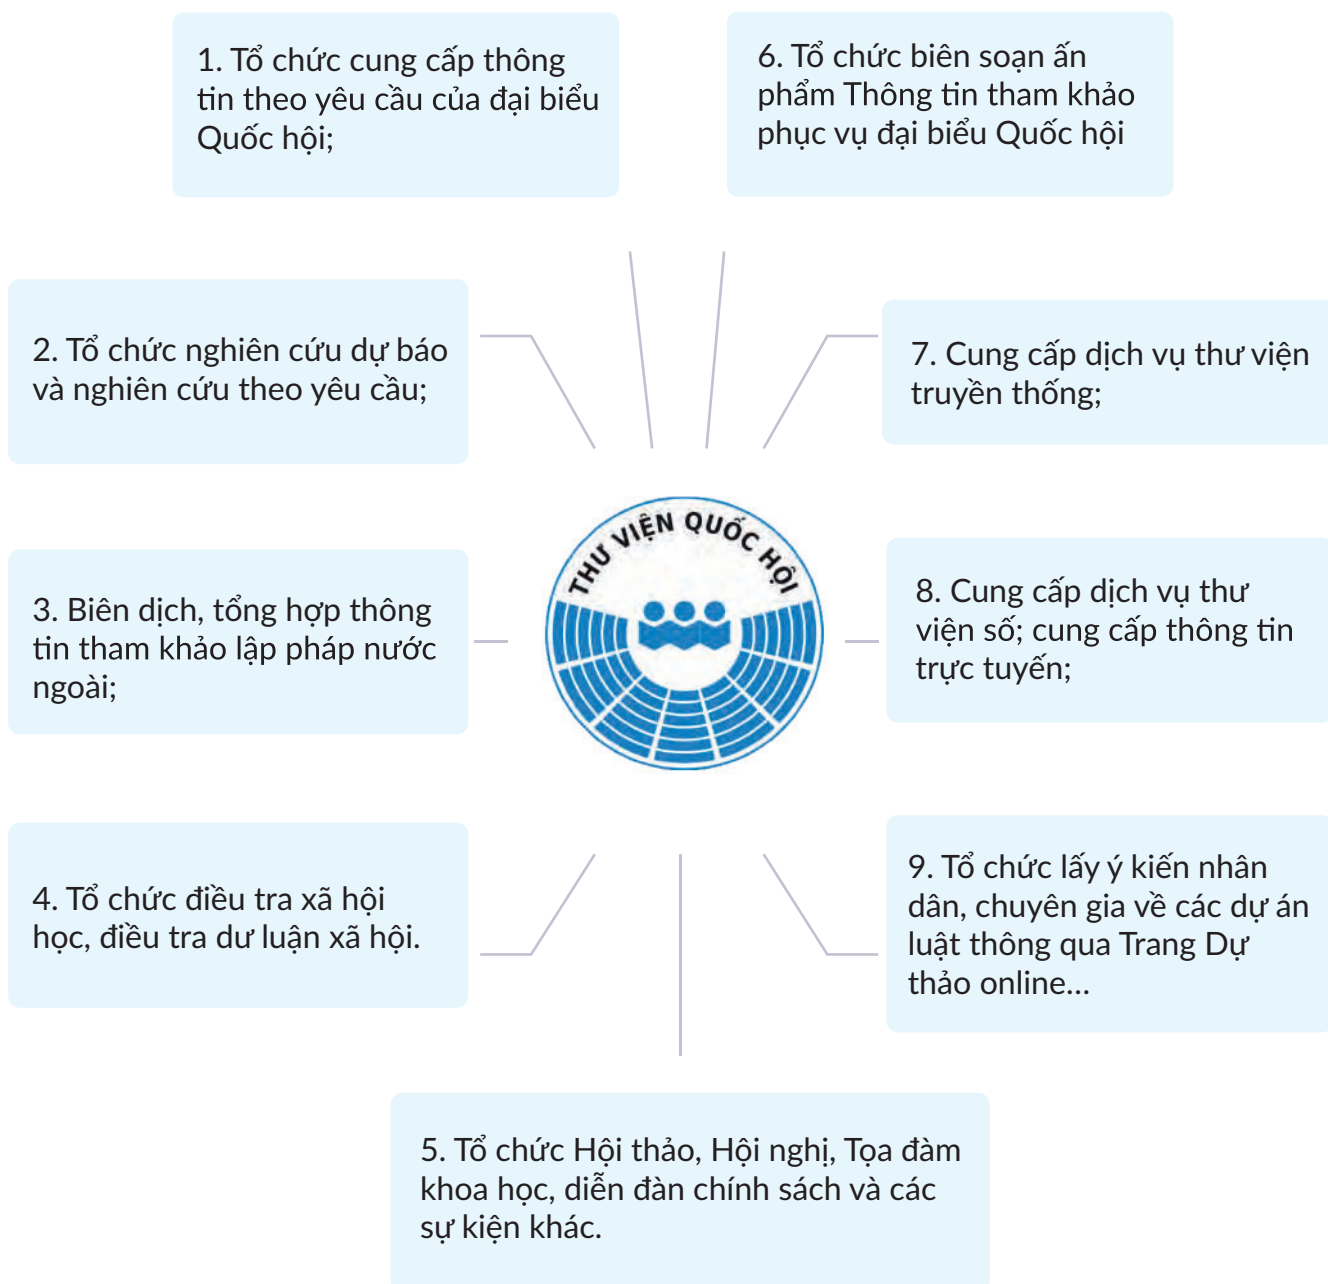 1. Tổ chức cung cấp thông
tin theo yêu cầu của đại biểu
Quốc hội;
6. Tổ chức biên soạn ấn
phẩm Thông tin tham khảo
phục vụ đại biểu Quốc hội
2. Tổ chức nghiên cứu dự báo
và nghiên cứu theo yêu cầu;
7. Cung cấp dịch vụ thư viện
truyền thống;
THƯ VIỆN QUỐC HỘI
3. Biên dịch, tổng hợp thông
tin tham khảo lập pháp nước
ngoài;
8. Cung cấp dịch vụ thư
viện số; cung cấp thông tin
trực tuyến;
4. Tổ chức điều tra xã hội
học, điều tra dư luận xã hội.
9. Tổ chức lấy ý kiến nhân
dân, chuyên gia về các dự án
luật thông qua Trang Dự
thảo online...
5. Tổ chức Hội thảo, Hội nghị, Tọa đàm
khoa học, diễn đàn chính sách và các
sự kiện khác.